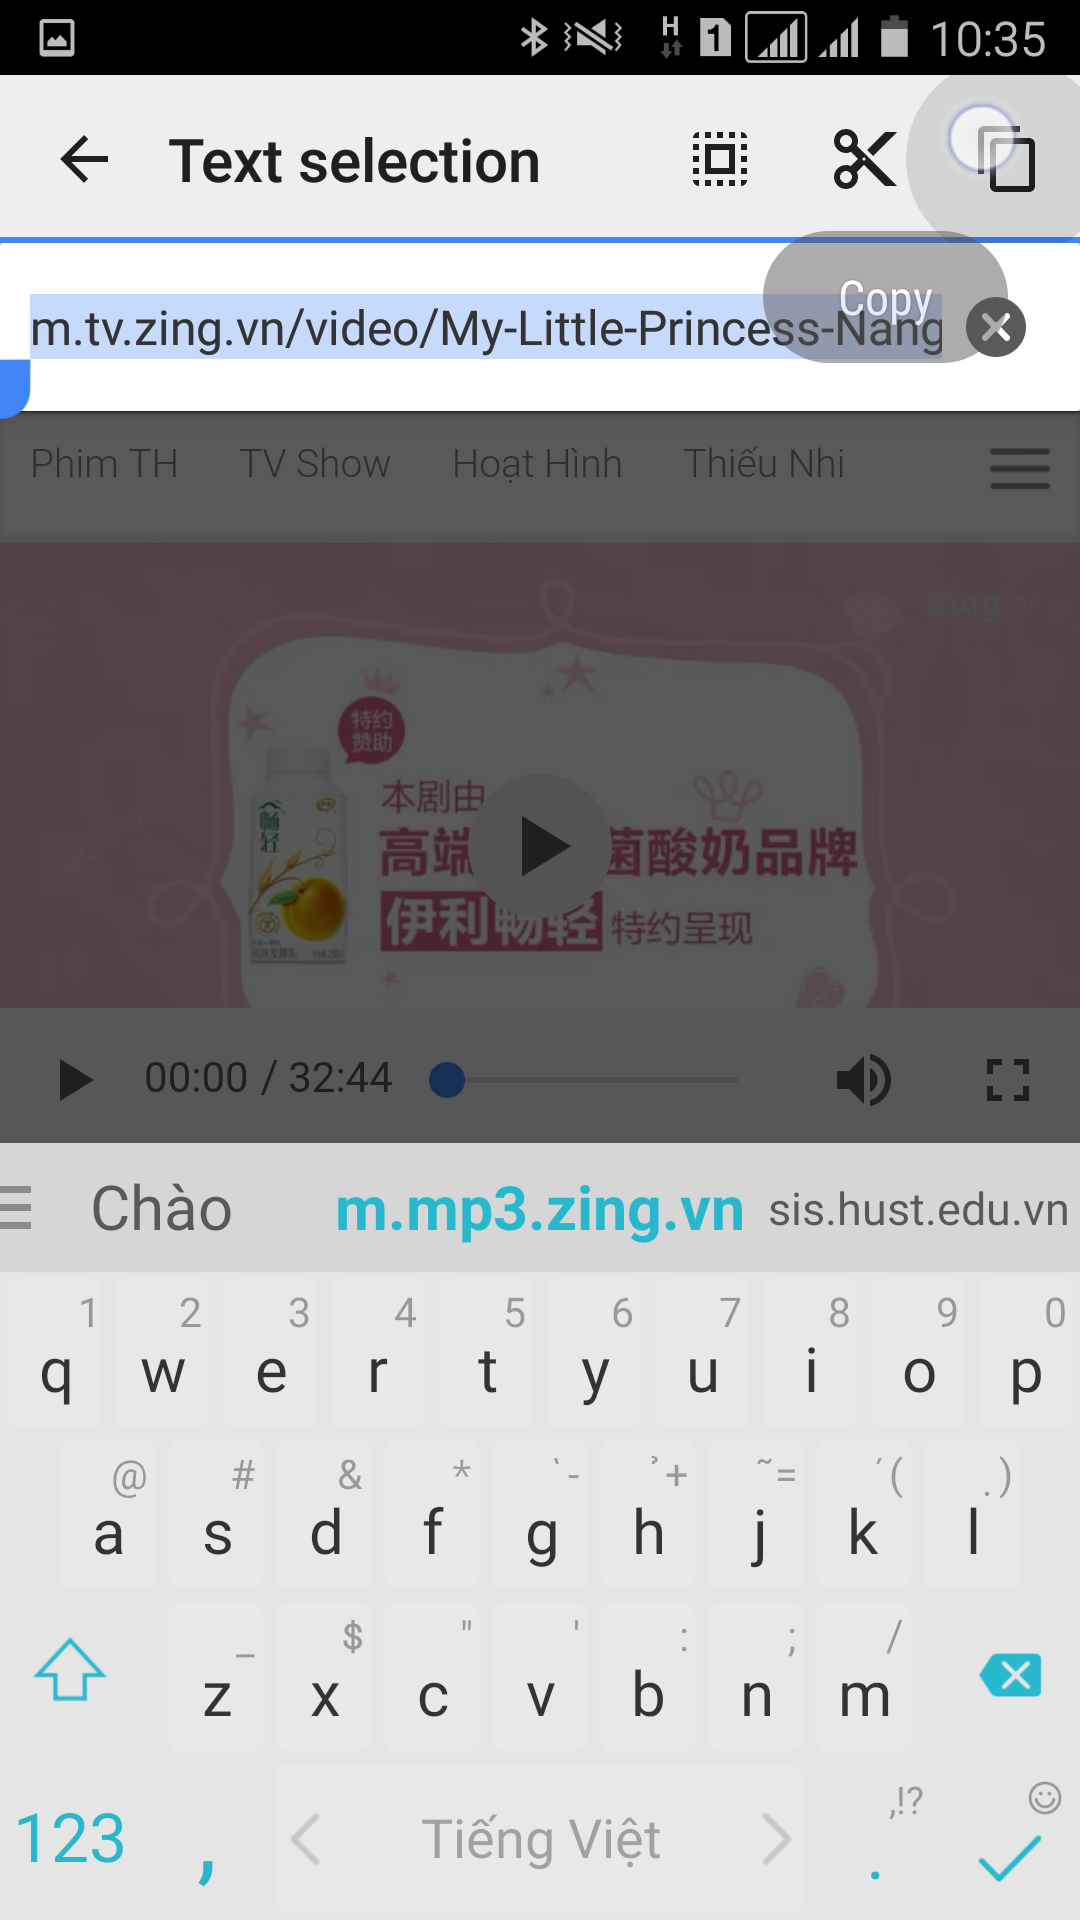 H 1 10:35
Text selection
Copy
m.tv.zing.vn/video/My-Little-Princess-Nang
Phim TH TV Show Hoạt Hình Thiếu Nhi
Zing tv
特约
赞助
本剧由
畅轻
高端 菌酸奶品牌
伊利畅轻 特约呈现
00:00 / 32:44
Chào m.mp3.zing.vn sis.hust.edu.vn
1 2 3 4 5 6 7 8 9 0
q w e r t y u i o p
@ # & * ` - ̉ + ~ = ´ ( . )
a s d f g h j k l
_ $ " ' : ; /
z x c v b n m
,!?
123 , Tiếng Việt .